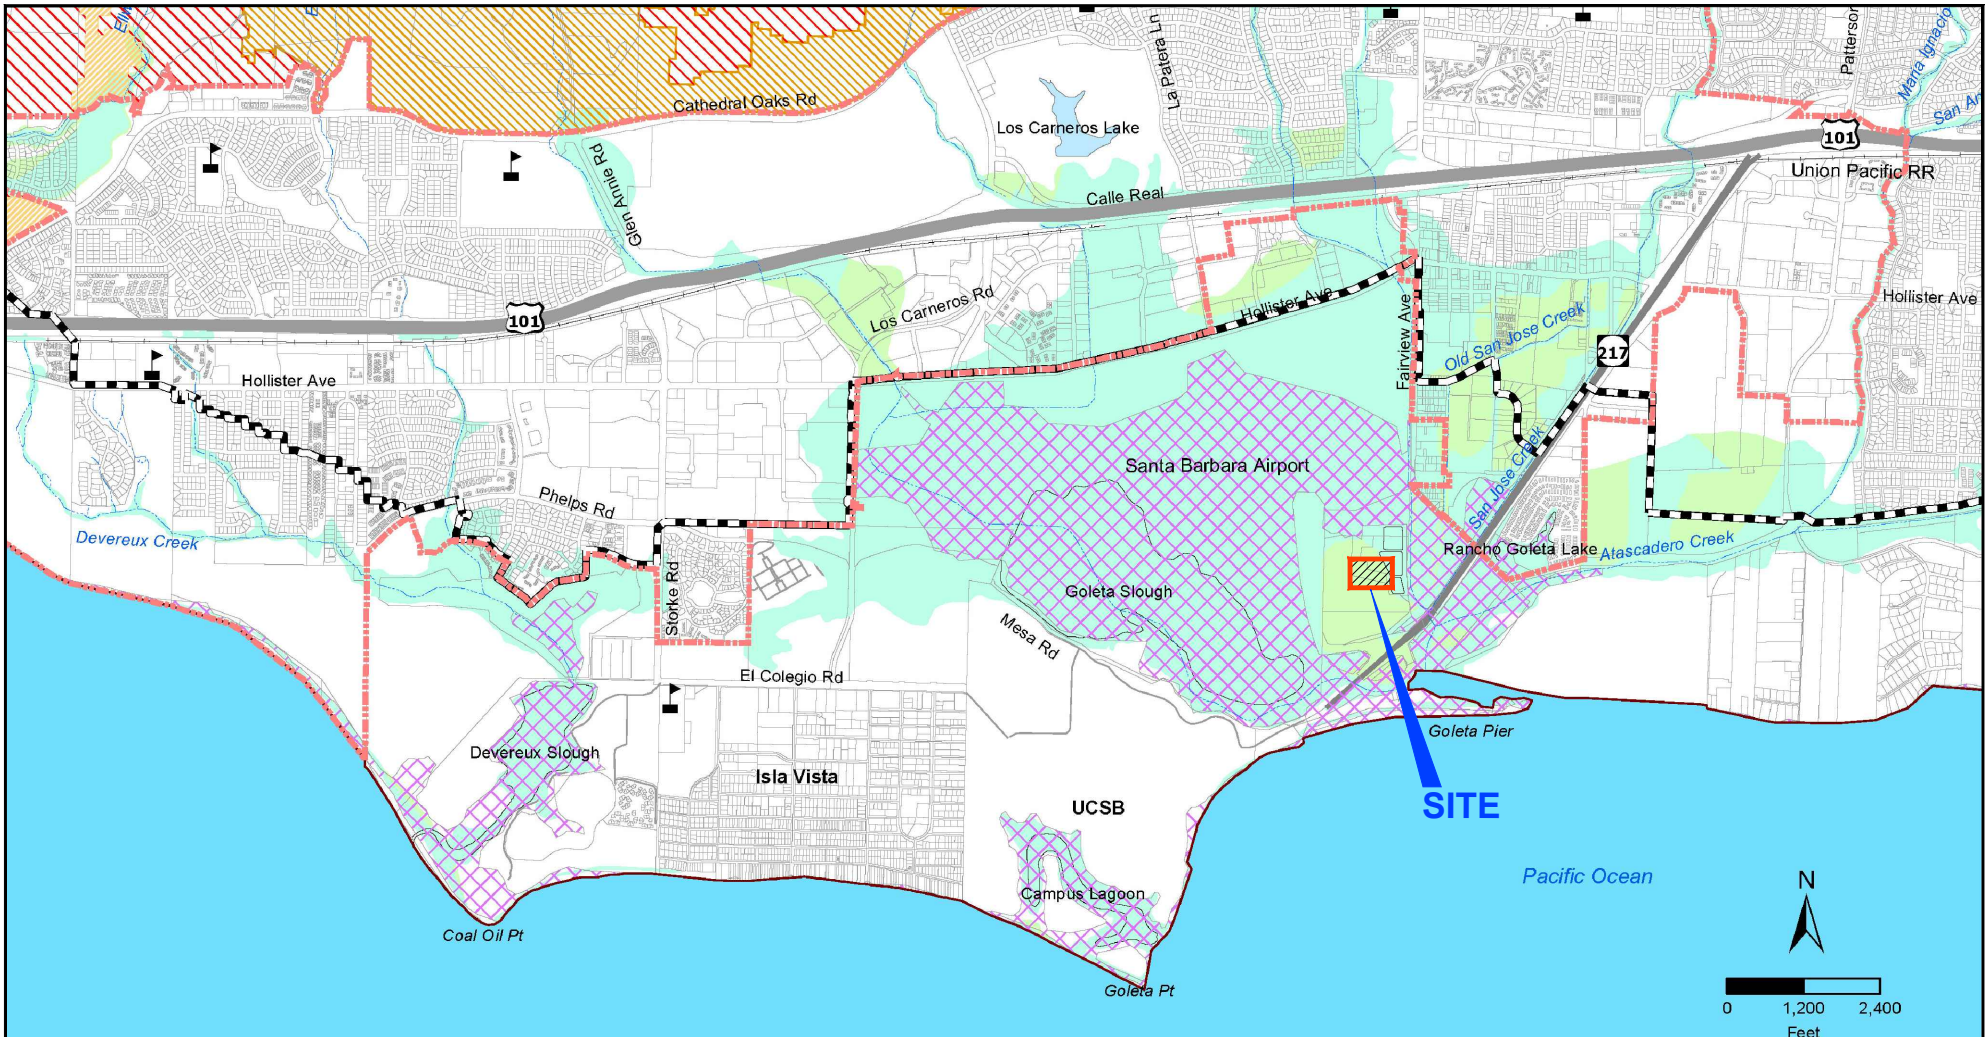 Patterson
Maria Ignacio
La Patera Ln
Cathedral Oaks Rd
Los Carneros Lake
101
Union Pacific RR
Glen Annie Rd
Calle Real
Los Carneros Rd
Hollister Ave
Hollister Ave
101
Fairview Ave
Old San Jose Creek
217
Hollister Ave
Santa Barbara Airport
San Jose Creek
Phelps Rd
Devereux Creek
Rancho Goleta Lake
Atascadero Creek
Storke Rd
Goleta Slough
Mesa Rd
El Colegio Rd
Goleta Pier
Devereux Slough
Isla Vista
UCSB
SITE
Pacific Ocean
Campus Lagoon
N
Coal Oil Pt
Goleta Pt
0 1,200 2,400
Feet